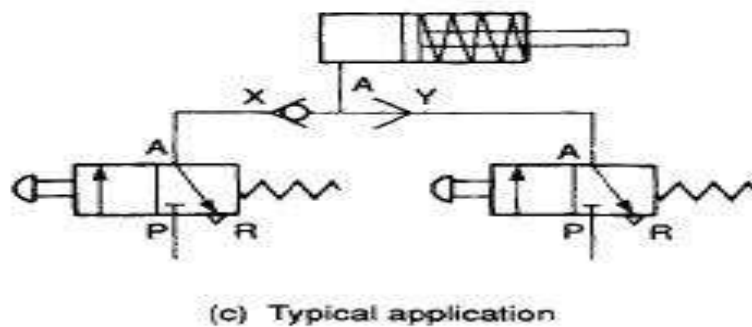 A
X Y
A A
P R P R
(c) Typical application